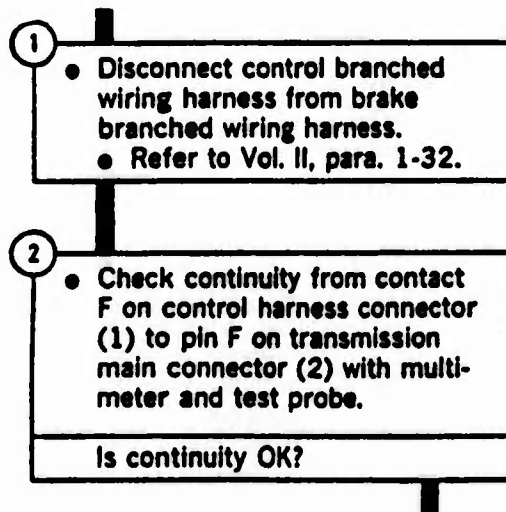 1
● Disconnect control branched
wiring harness from brake
branched wiring harness.
● Refer to Vol. II, para. 1-32.
2
● Check continuity from contact
F on control harness connector
(1) to pin F on transmission
main connector (2) with multi-
meter and test probe.
Is continuity OK?